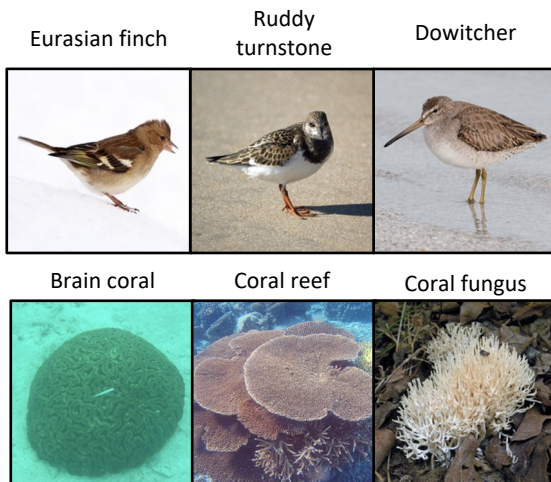 Eurasian finch
Ruddy
turnstone
Dowitcher
Brain coral
Coral reef
Coral fungus